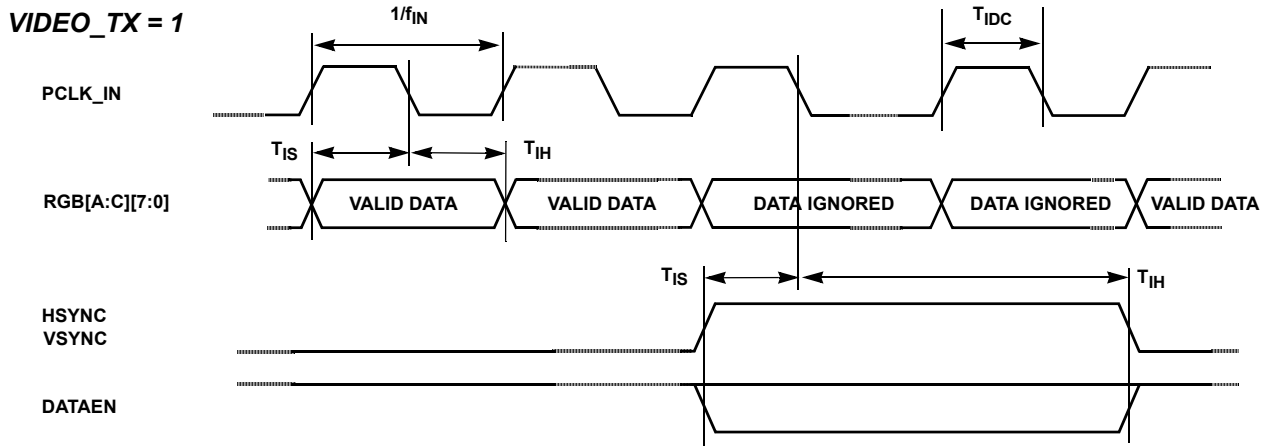 VIDEO_TX = 1
1/fIN
TIDC
PCLK_IN
TIS
TIH
RGB[A:C][7:0]
VALID DATA
VALID DATA
DATA IGNORED
DATA IGNORED
VALID DATA
TIS
TIH
HSYNC
VSYNC
DATAEN